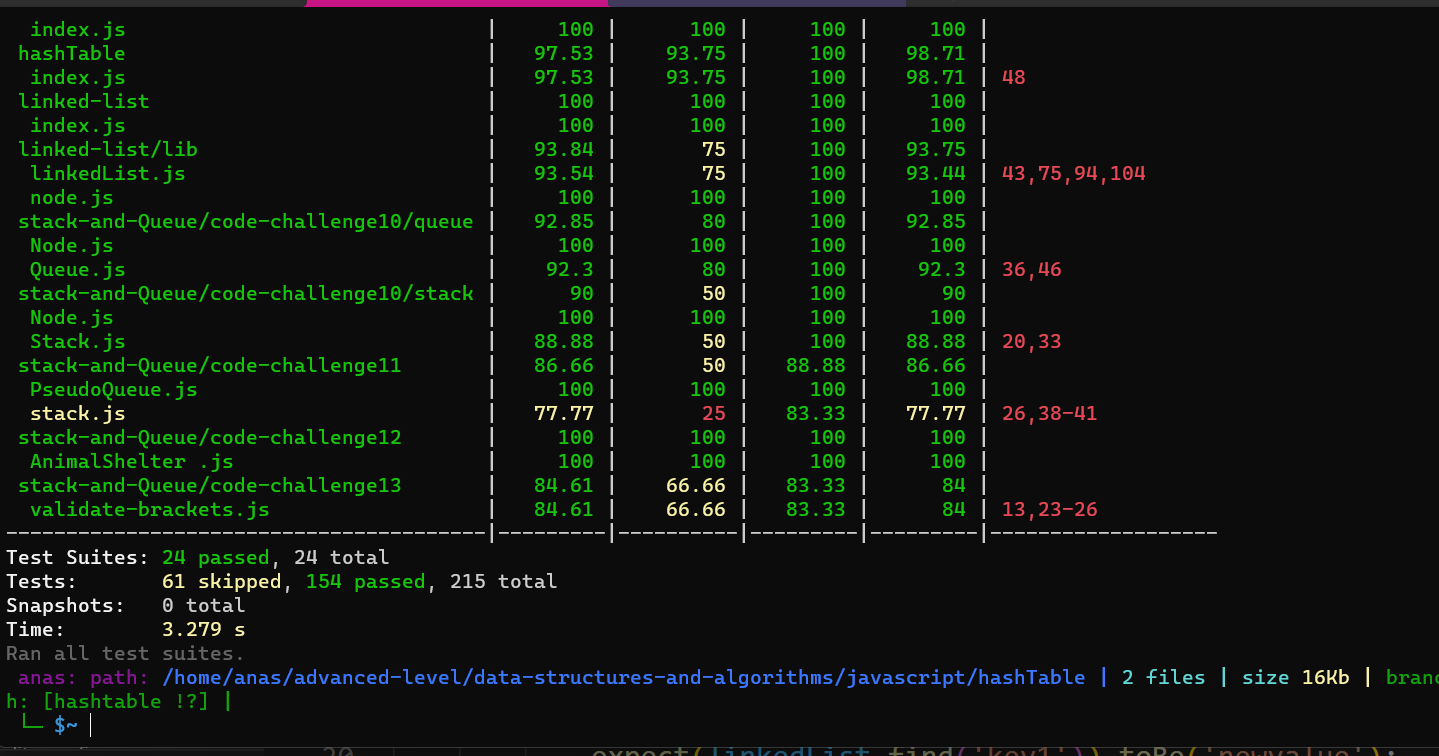 index.js | 100 | 100 | 100 | 100 |
hashTable | 97.53 | 93.75 | 100 | 98.71 |
index.js | 97.53 | 93.75 | 100 | 98.71 | 48
linked-list | 100 | 100 | 100 | 100 |
index.js | 100 | 100 | 100 | 100 |
linked-list/lib | 93.84 | 75 | 100 | 93.75 |
linkedList.js | 93.54 | 75 | 100 | 93.44 | 43,75,94,104
node.js | 100 | 100 | 100 | 100 |
stack-and-Queue/code-challenge10/queue | 92.85 | 80 | 100 | 92.85 |
Node.js | 100 | 100 | 100 | 100 |
Queue.js | 92.3 | 80 | 100 | 92.3 | 36,46
stack-and-Queue/code-challenge10/stack | 90 | 50 | 100 | 90 |
Node.js | 100 | 100 | 100 | 100 |
Stack.js | 88.88 | 50 | 100 | 88.88 | 20,33
stack-and-Queue/code-challenge11 | 86.66 | 50 | 88.88 | 86.66 |
PseudoQueue.js | 100 | 100 | 100 | 100 |
stack.js | 77.77 | 25 | 83.33 | 77.77 | 26,38-41
stack-and-Queue/code-challenge12 | 100 | 100 | 100 | 100 |
AnimalShelter .js | 100 | 100 | 100 | 100 |
stack-and-Queue/code-challenge13 | 84.61 | 66.66 | 83.33 | 84 |
validate-brackets.js | 84.61 | 66.66 | 83.33 | 84 | 13,23-26
----------------------------------------|---------|----------|---------|---------|-------------------
Test Suites: 24 passed, 24 total
Tests: 61 skipped, 154 passed, 215 total
Snapshots: 0 total
Time: 3.279 s
Ran all test suites.
anas: path: /home/anas/advanced-level/data-structures-and-algorithms/javascript/hashTable | 2 files | size 16Kb | branc
h: [hashtable !?] |
└─ $~
20 expect(linkedList.find('key1')).toBe('newvalue');